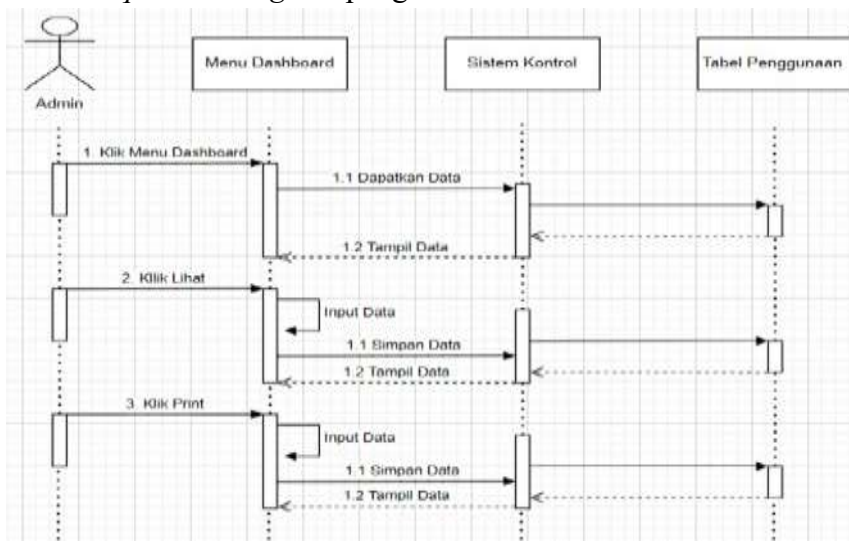 Menu Dashboard
Sistem Kontrol
Tabel Penggunaan
Admin
1. Klik Menu Dashboard
1.1 Dapatkan Data
1.2 Tampil Data
2. Kllik Lihat
Input Data
1.1 Simpan Data
1.2 Tampil Data
3. Klik Print
Input Data
1.1 Simpan Data
1.2 Tampil Data